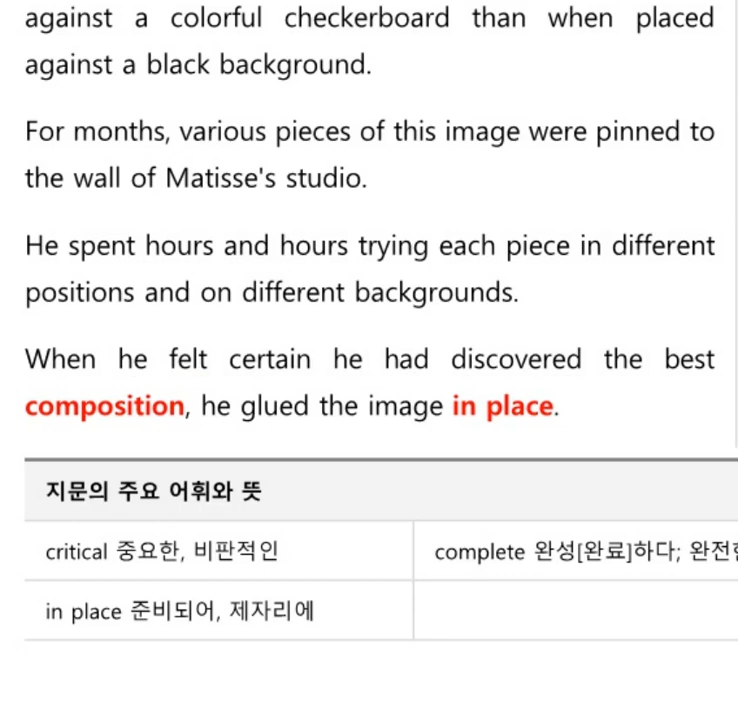 against a colorful checkerboard than when placed
against a black background.
For months, various pieces of this image were pinned to
the wall of Matisse's studio.
He spent hours and hours trying each piece in different
positions and on different backgrounds.
When he felt certain he had discovered the best
composition, he glued the image in place.
지문의 주요 어휘와 뜻
critical 중요한, 비판적인
complete 완성[완료]하다;
in place 준비되어, 제자리에